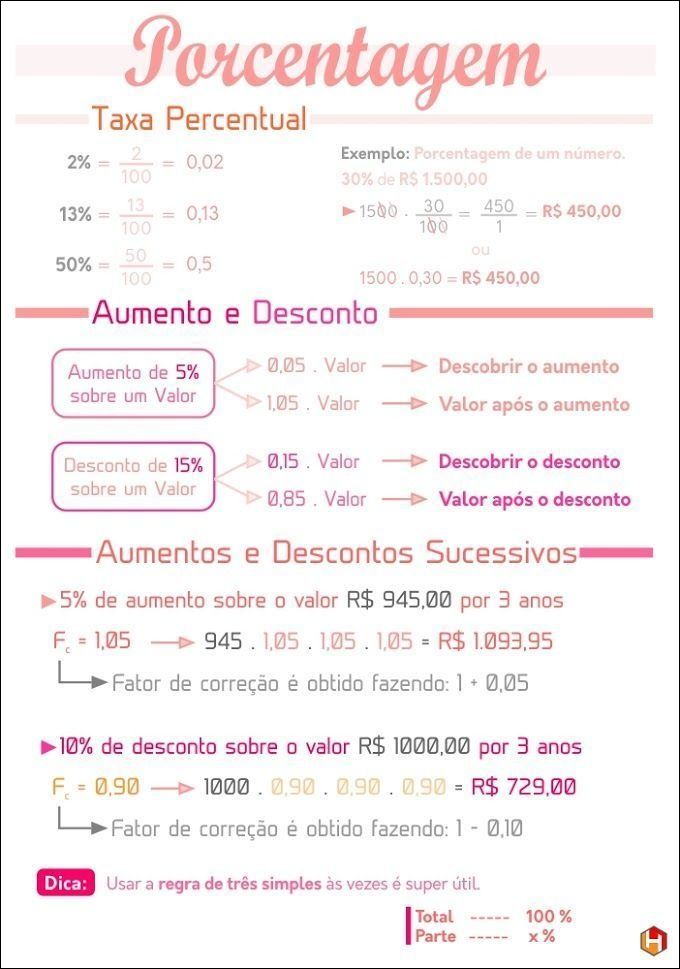 Porcentagem
Taxa Percentual
2% = 2/100 = 0,02
13% = 13/100 = 0,13
50% = 50/100 = 0,5
Exemplo: Porcentagem de um número.
30% de R$ 1.500,00
1500 . 30/100 = 450/1 = R$ 450,00
ou
1500 . 0,30 = R$ 450,00
Aumento e Desconto
Aumento de 5%
sobre um Valor
0,05 . Valor Descobrir o aumento
1,05 . Valor Valor após o aumento
Desconto de 15%
sobre um Valor
0,15 . Valor Descobrir o desconto
0,85 . Valor Valor após o desconto
Aumentos e Descontos Sucessivos
5% de aumento sobre o valor R$ 945,00 por 3 anos
Fc = 1,05 945 . 1,05 . 1,05 . 1,05 = R$ 1.093,95
Fator de correção é obtido fazendo: 1 + 0,05
10% de desconto sobre o valor R$ 1000,00 por 3 anos
Fc = 0,90 1000 . 0,90 . 0,90 . 0,90 = R$ 729,00
Fator de correção é obtido fazendo: 1 - 0,10
Dica: Usar a regra de três simples às vezes é super útil.
Total ----- 100 %
Parte ----- x %